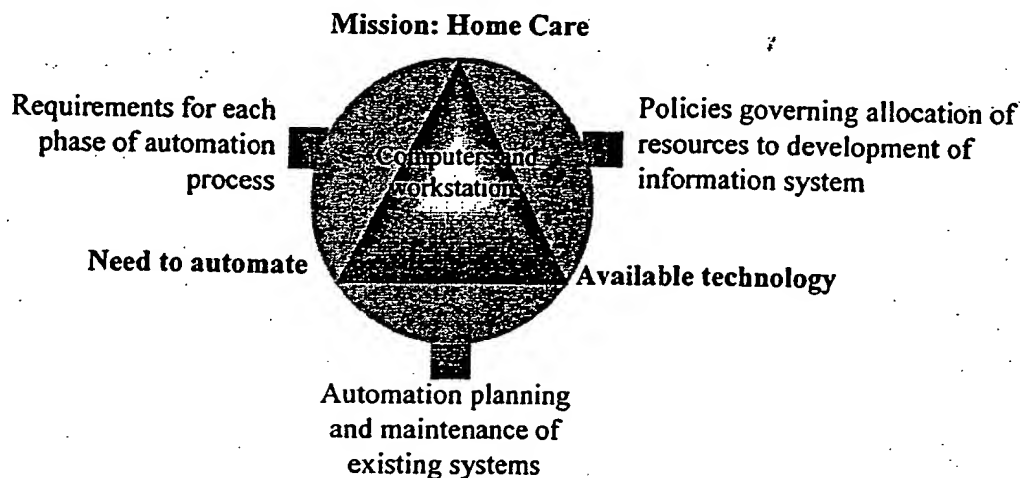 Mission: Home Care
Requirements for each
phase of automation
process
Policies governing allocation of
resources to development of
information system
Computers and
workstations
Need to automate
Available technology
Automation planning
and maintenance of
existing systems